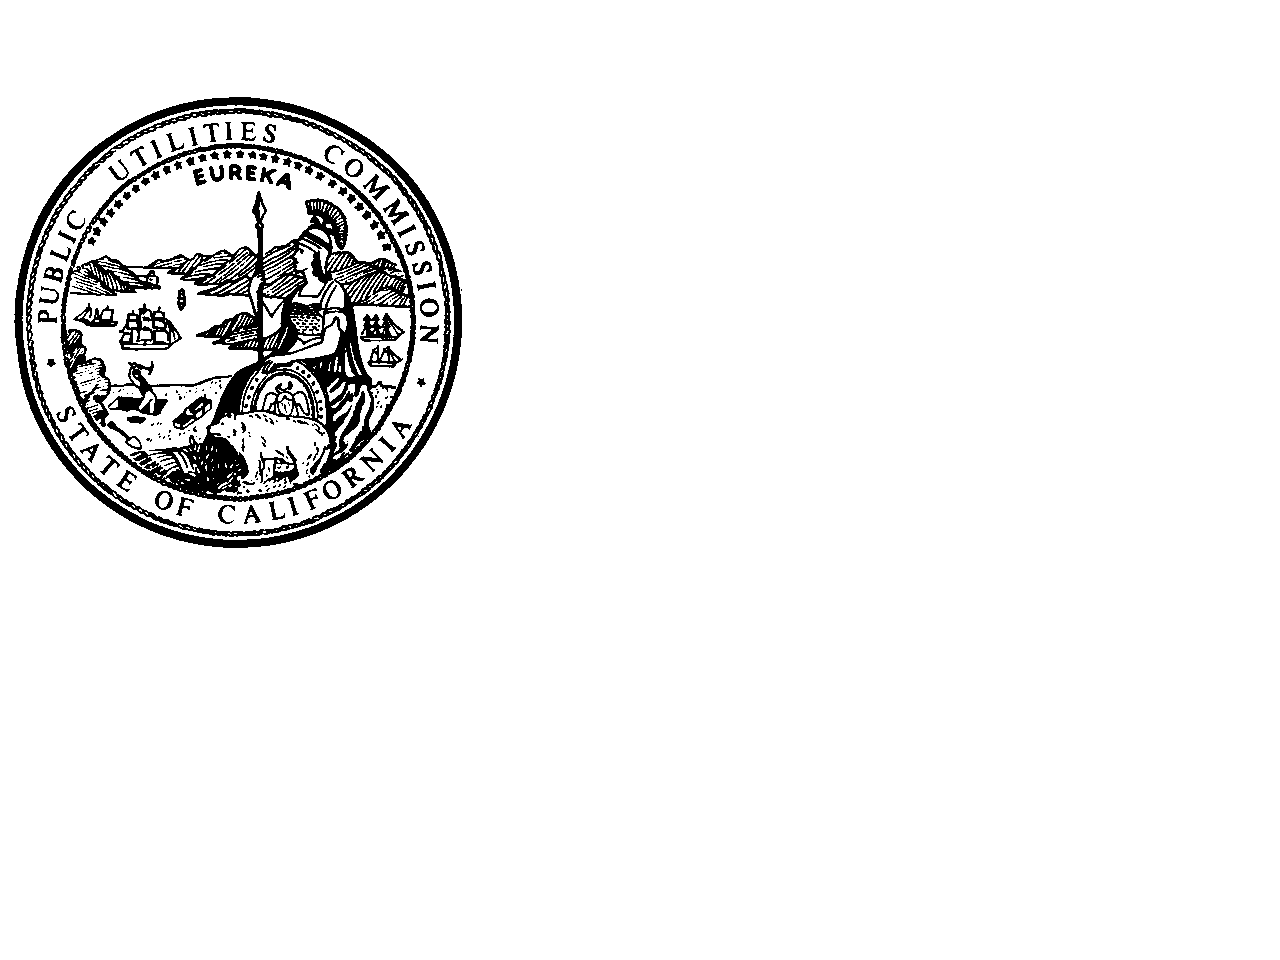 PUBLIC UTILITIES COMMISSION
EUREKA
STATE OF CALIFORNIA